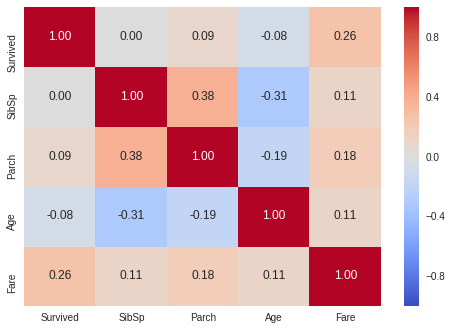 Survived 1.00 0.00 0.09 -0.08 0.26
SibSp 0.00 1.00 0.38 -0.31 0.11
Parch 0.09 0.38 1.00 -0.19 0.18
Age -0.08 -0.31 -0.19 1.00 0.11
Fare 0.26 0.11 0.18 0.11 1.00
Survived SibSp Parch Age Fare
0.8
0.4
0.0
−0.4
−0.8